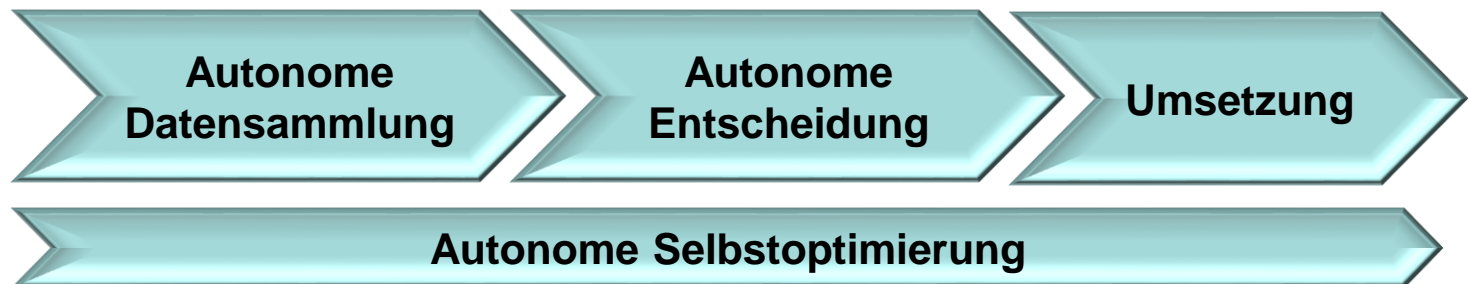 Autonome
Datensammlung
Autonome
Entscheidung
Umsetzung
Autonome Selbstoptimierung